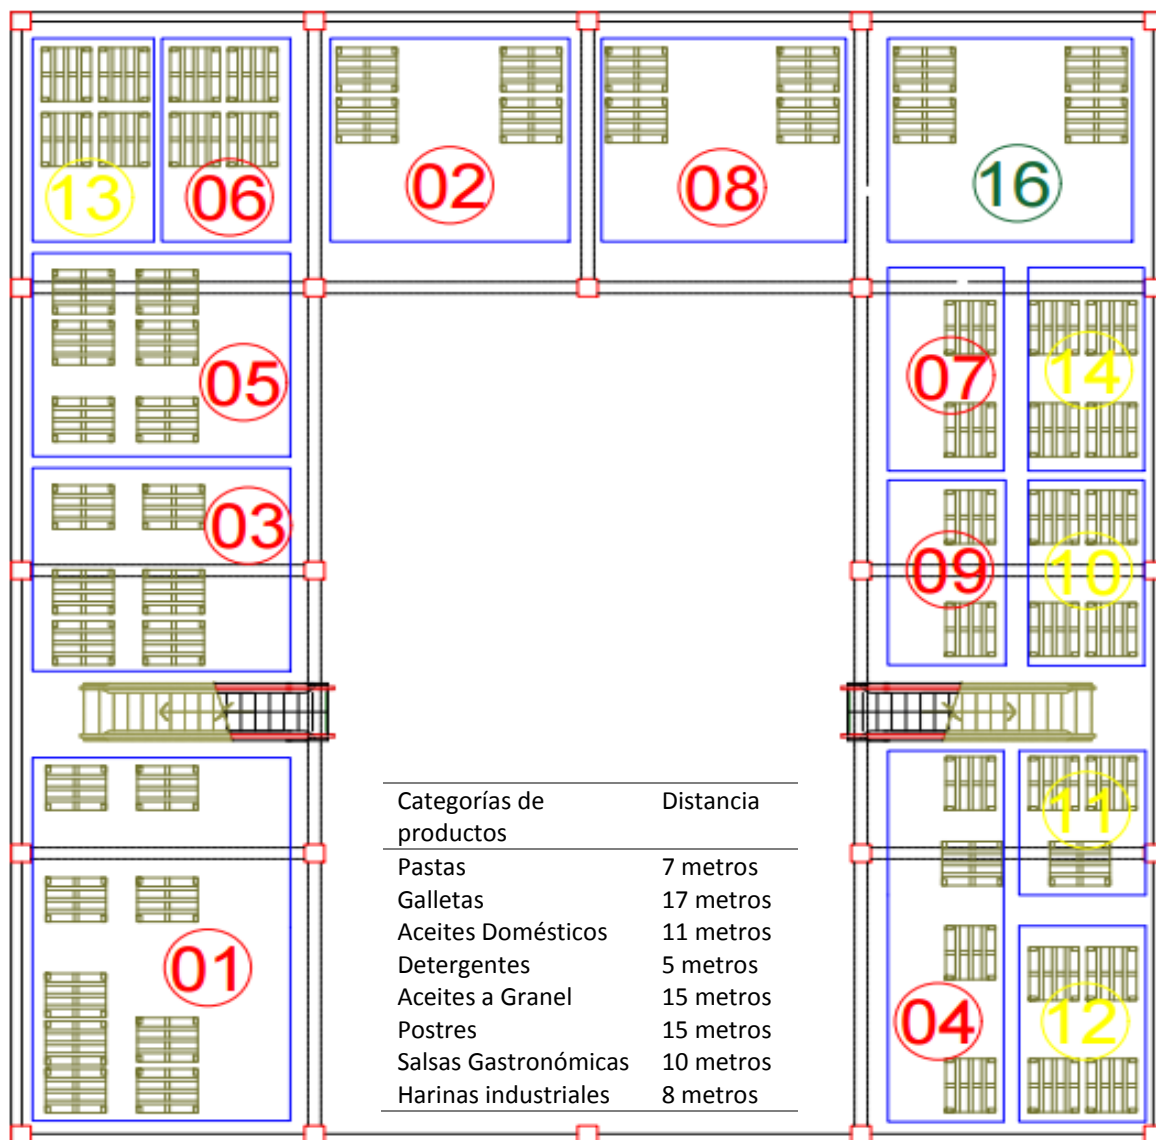 13
06
02
08
16
05
07
14
03
09
10
Categorías de Distancia
productos
Pastas 7 metros
Galletas 17 metros
Aceites Domésticos 11 metros
Detergentes 5 metros
Aceites a Granel 15 metros
Postres 15 metros
Salsas Gastronómicas 10 metros
Harinas industriales 8 metros
11
01
04
12